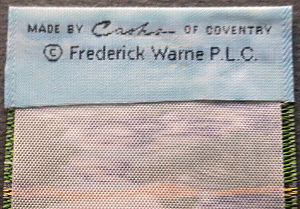 MADE BY Cash's OF COVENTRY
© Frederick Warne P.L.C.